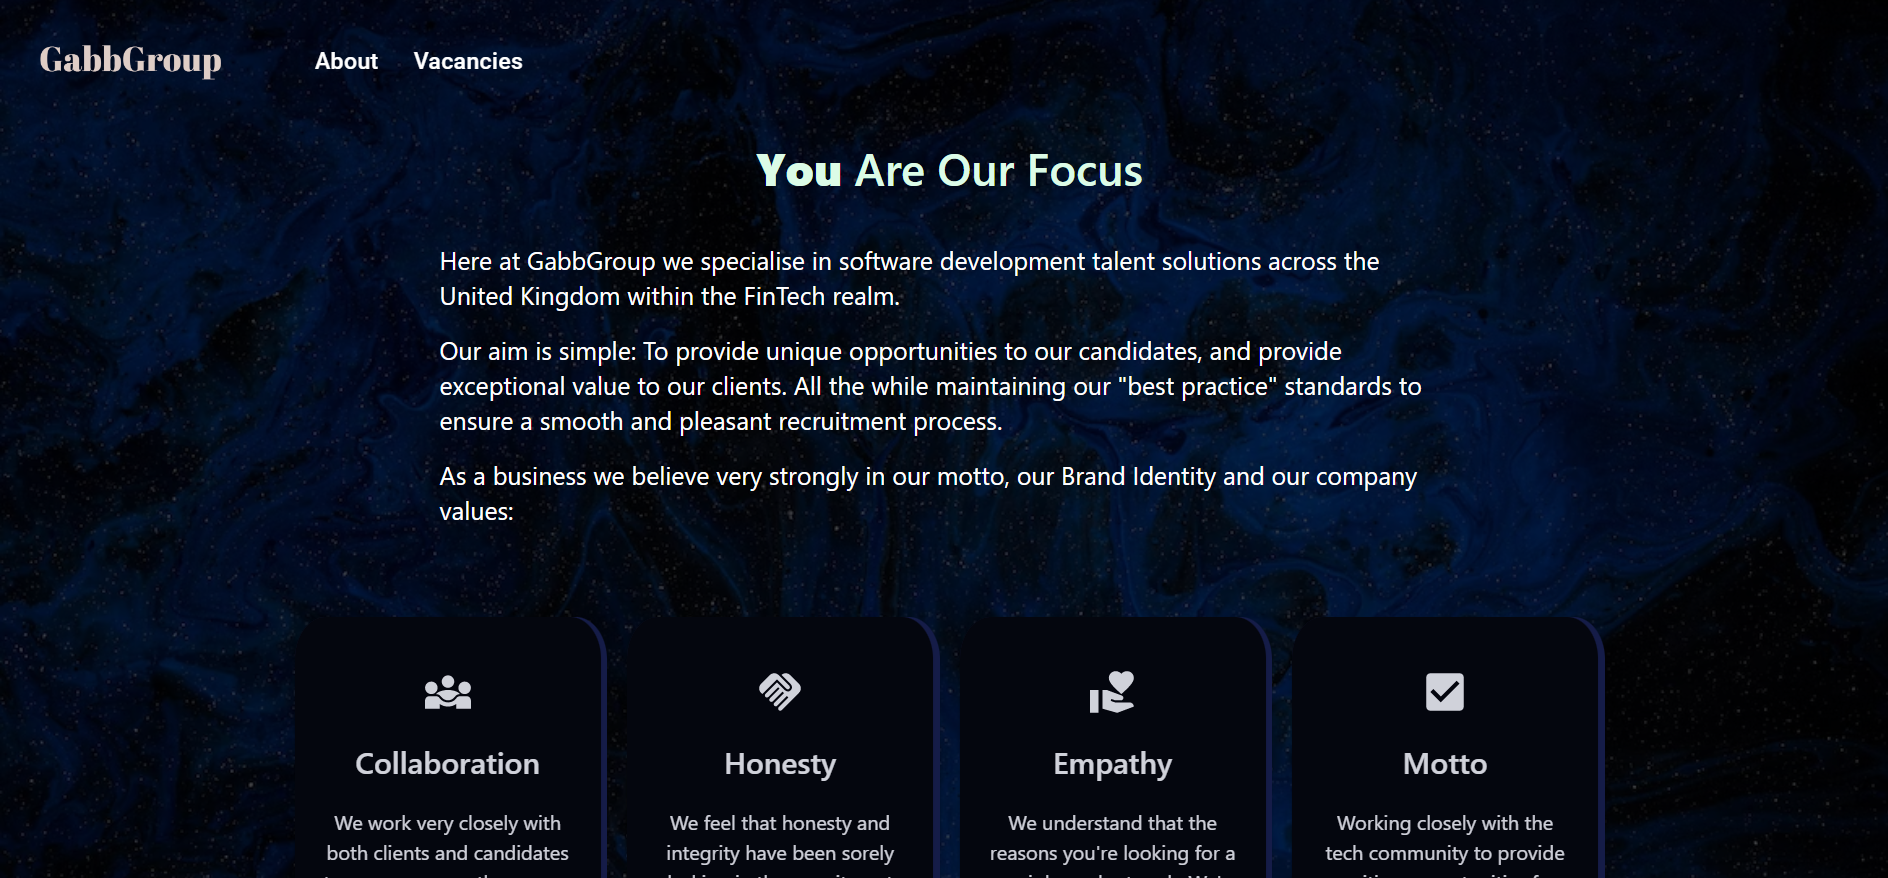 GabbGroup
About
Vacancies
You Are Our Focus
Here at GabbGroup we specialise in software development talent solutions across the
United Kingdom within the FinTech realm.
Our aim is simple: To provide unique opportunities to our candidates, and provide
exceptional value to our clients. All the while maintaining our "best practice" standards to
ensure a smooth and pleasant recruitment process.
As a business we believe very strongly in our motto, our Brand Identity and our company
values:
Collaboration
We work very closely with
both clients and candidates
Honesty
We feel that honesty and
integrity have been sorely
Empathy
We understand that the
reasons you're looking for a
Motto
Working closely with the
tech community to provide